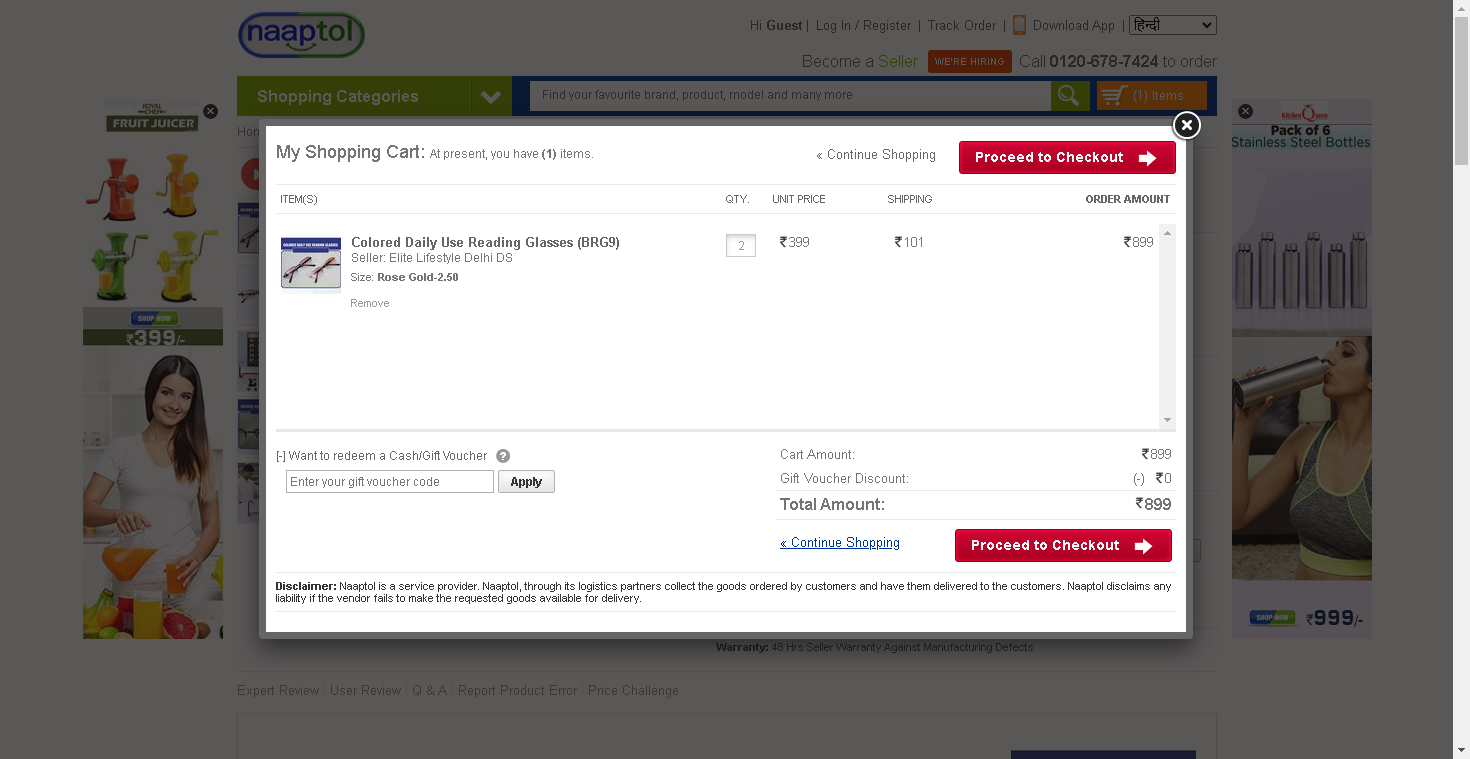 naaptol
Hi Guest | Log In / Register | Track Order | Download App | हिन्दी
Become a Seller WE'RE HIRING Call 0120-678-7424 to order
Shopping Categories
Find your favourite brand, product, model and many more
(1) Items
ROYAL CHEF
FRUIT JUICER
SHOP NOW
₹399/-
Kitchen Queen
Pack of 6
Stainless Steel Bottles
SHOP NOW
₹999/-
My Shopping Cart: At present, you have (1) items.
« Continue Shopping
Proceed to Checkout
ITEM(S) QTY. UNIT PRICE SHIPPING ORDER AMOUNT
COLORED DAILY USE READING GLASSES
Colored Daily Use Reading Glasses (BRG9) 2 ₹399 ₹101 ₹899
Seller: Elite Lifestyle Delhi DS
Size: Rose Gold-2.50
Remove
[-] Want to redeem a Cash/Gift Voucher ?
Enter your gift voucher code Apply
Cart Amount: ₹899
Gift Voucher Discount: (-) ₹0
Total Amount: ₹899
« Continue Shopping Proceed to Checkout
Disclaimer: Naaptol is a service provider. Naaptol, through its logistics partners collect the goods ordered by customers and have them delivered to the customers. Naaptol disclaims any
liability if the vendor fails to make the requested goods available for delivery.
Warranty: 48 Hrs Seller Warranty Against Manufacturing Defects
Expert Review | User Review | Q & A | Report Product Error | Price Challenge